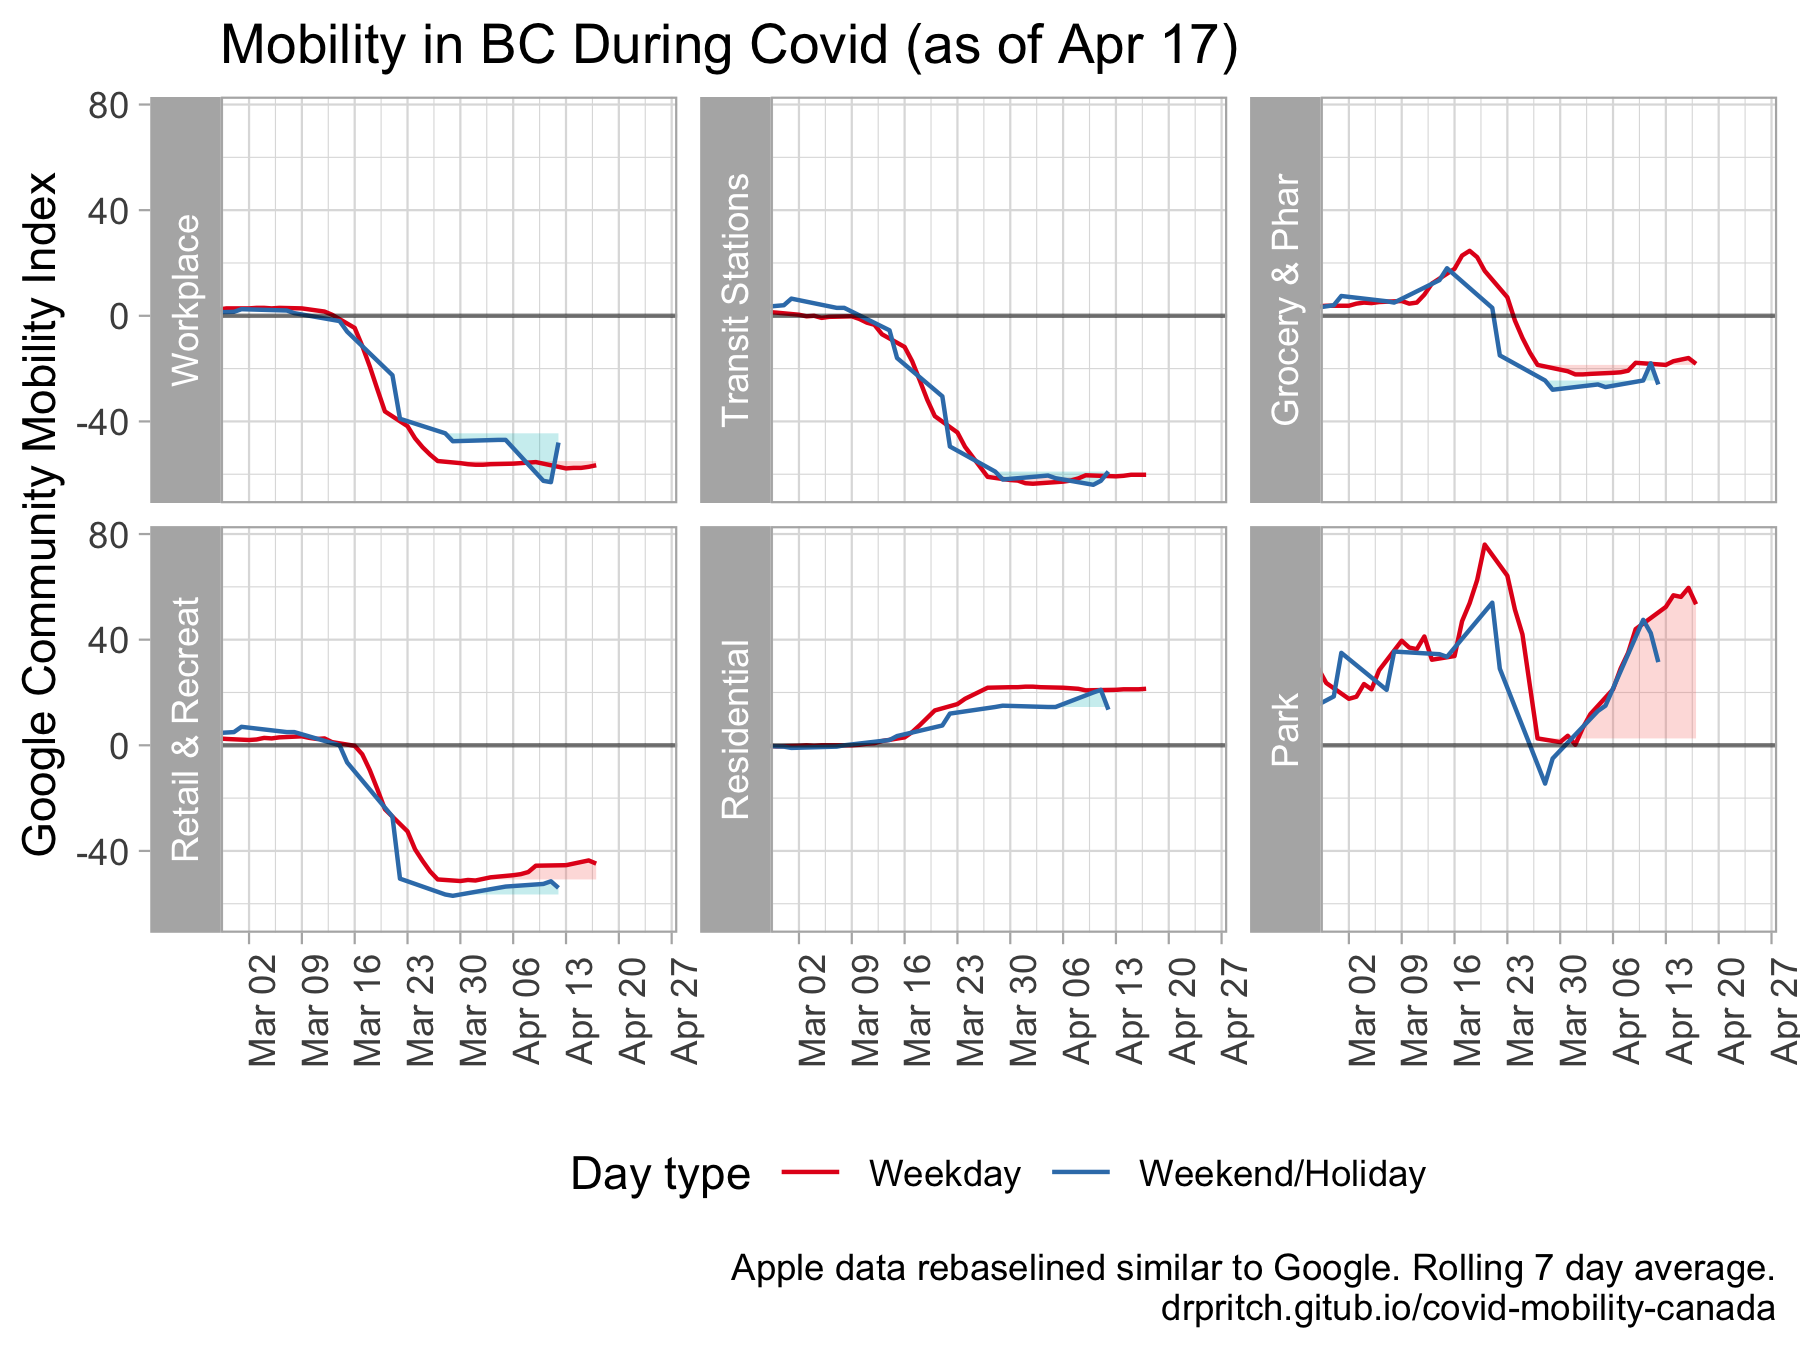 Mobility in BC During Covid (as of Apr 17)
Google Community Mobility Index
80
40
0
-40
Workplace
Transit Stations
Grocery & Phar
80
40
0
-40
Retail & Recreat
Residential
Park
Mar 02 Mar 09 Mar 16 Mar 23 Mar 30 Apr 06 Apr 13 Apr 20 Apr 27
Mar 02 Mar 09 Mar 16 Mar 23 Mar 30 Apr 06 Apr 13 Apr 20 Apr 27
Mar 02 Mar 09 Mar 16 Mar 23 Mar 30 Apr 06 Apr 13 Apr 20 Apr 27
Day type Weekday Weekend/Holiday
Apple data rebaselined similar to Google. Rolling 7 day average.
drpritch.gitub.io/covid-mobility-canada